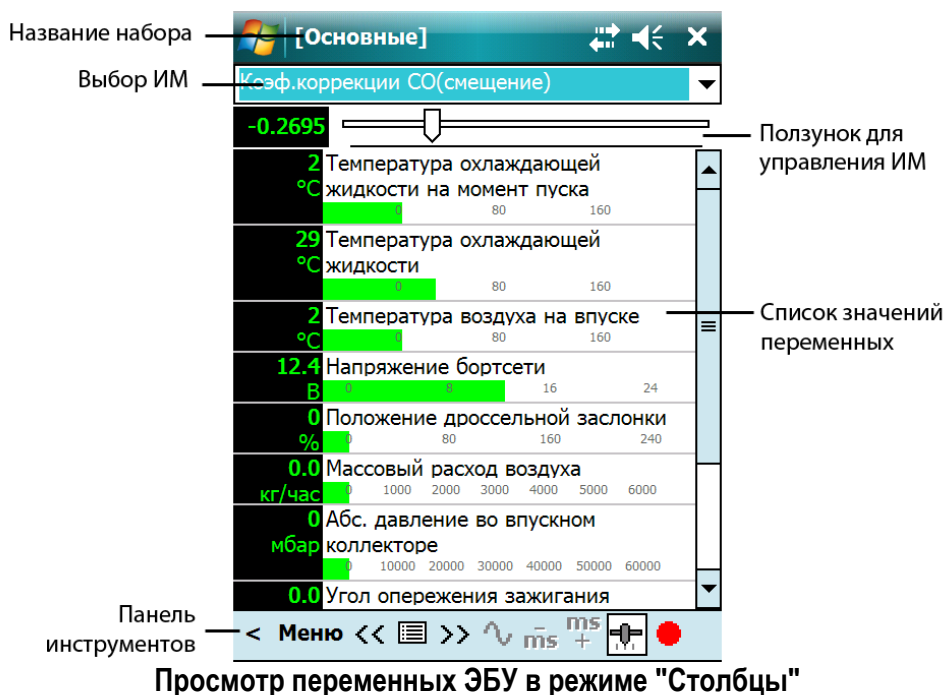 Название набора
[Основные]
Выбор ИМ
Коэф.коррекции СО(смещение)
-0.2695
Ползунок для
управления ИМ
2 Температура охлаждающей
°С жидкости на момент пуска
0 80 160
29 Температура охлаждающей
°С жидкости
0 80 160
2 Температура воздуха на впуске
°С 0 80 160
Список значений
переменных
12.4 Напряжение бортсети
В 0 8 16 24
0 Положение дроссельной заслонки
% 0 80 160 240
0.0 Массовый расход воздуха
кг/час 0 1000 2000 3000 4000 5000 6000
0 Абс. давление во впускном
мбар коллекторе
0 10000 20000 30000 40000 50000 60000
0.0 Угол опережения зажигания
Панель
инструментов
< Меню << >> ms ms +
Просмотр переменных ЭБУ в режиме "Столбцы"